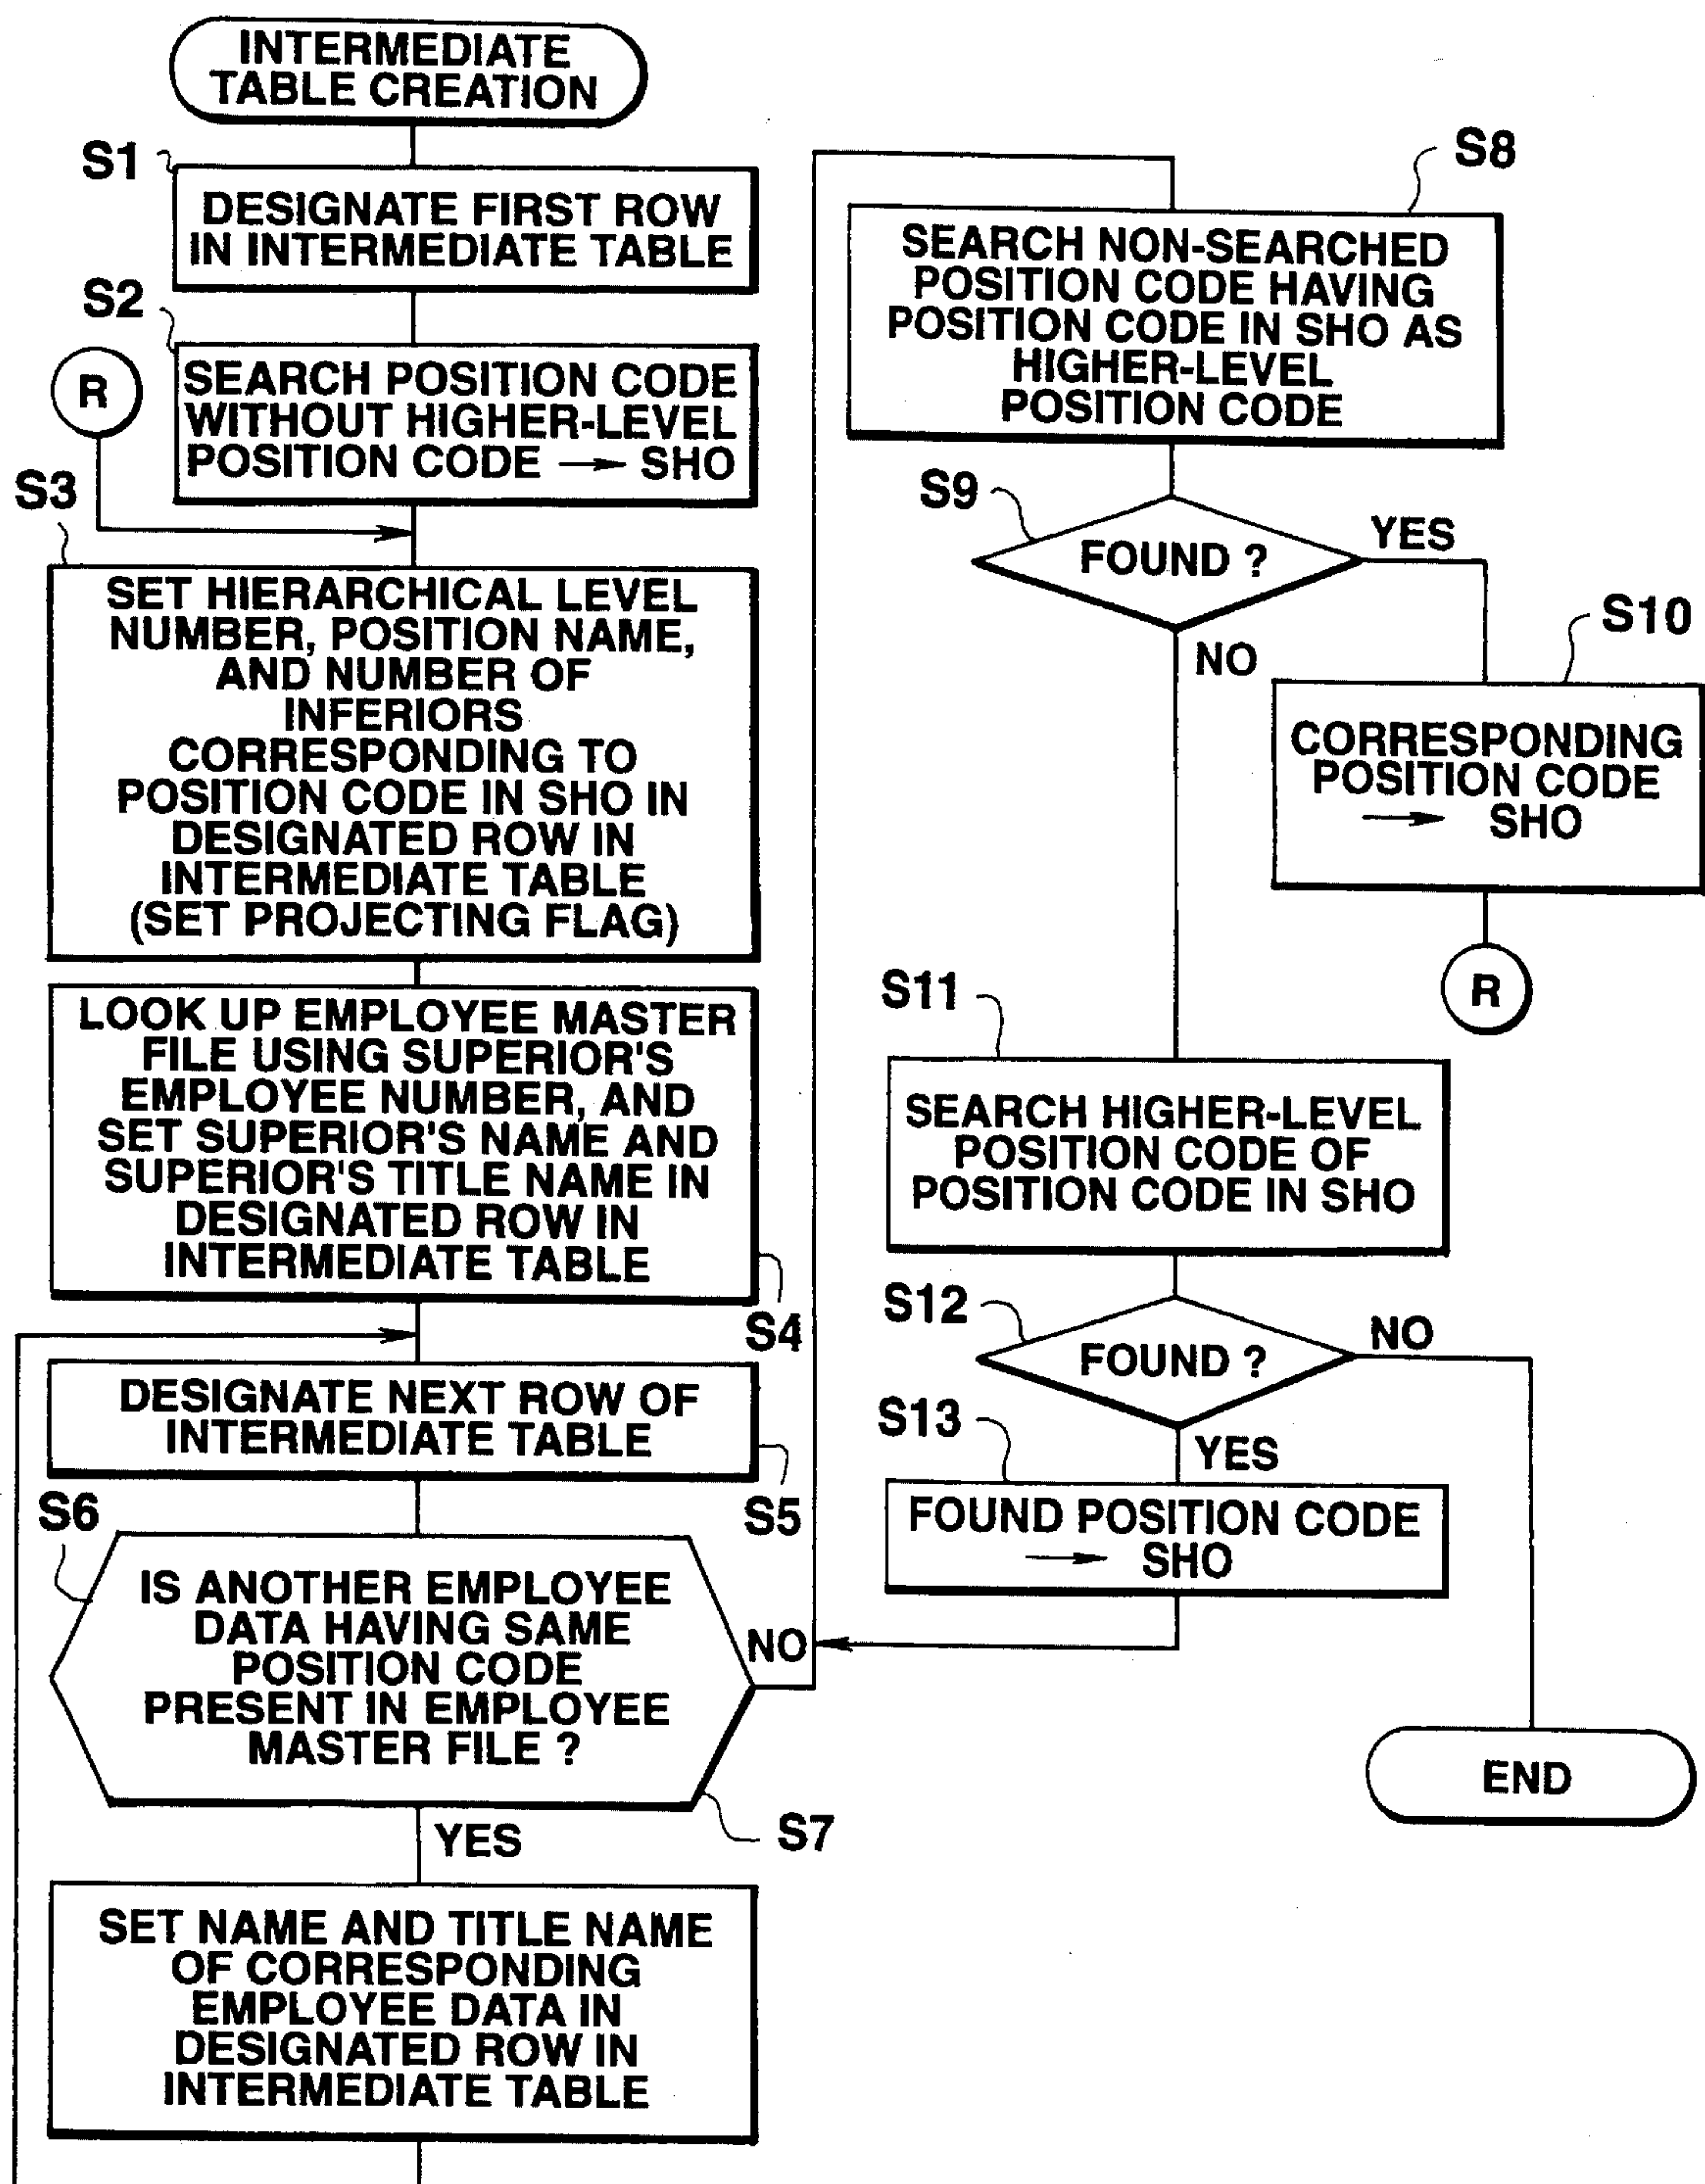 INTERMEDIATE
TABLE CREATION
S1
DESIGNATE FIRST ROW
IN INTERMEDIATE TABLE
S2
SEARCH POSITION CODE
WITHOUT HIGHER-LEVEL
POSITION CODE → SHO
R
S3
SET HIERARCHICAL LEVEL
NUMBER, POSITION NAME,
AND NUMBER OF
INFERIORS
CORRESPONDING TO
POSITION CODE IN SHO IN
DESIGNATED ROW IN
INTERMEDIATE TABLE
(SET PROJECTING FLAG)
LOOK UP EMPLOYEE MASTER
FILE USING SUPERIOR'S
EMPLOYEE NUMBER, AND
SET SUPERIOR'S NAME AND
SUPERIOR'S TITLE NAME IN
DESIGNATED ROW IN
INTERMEDIATE TABLE
S4
DESIGNATE NEXT ROW OF
INTERMEDIATE TABLE
S5
S6
IS ANOTHER EMPLOYEE
DATA HAVING SAME
POSITION CODE
PRESENT IN EMPLOYEE
MASTER FILE ?
NO
S7
YES
SET NAME AND TITLE NAME
OF CORRESPONDING
EMPLOYEE DATA IN
DESIGNATED ROW IN
INTERMEDIATE TABLE
S8
SEARCH NON-SEARCHED
POSITION CODE HAVING
POSITION CODE IN SHO AS
HIGHER-LEVEL
POSITION CODE
S9
FOUND ?
YES
NO
S10
CORRESPONDING
POSITION CODE
→ SHO
R
S11
SEARCH HIGHER-LEVEL
POSITION CODE OF
POSITION CODE IN SHO
S12
FOUND ?
NO
S13
YES
FOUND POSITION CODE
→ SHO
END